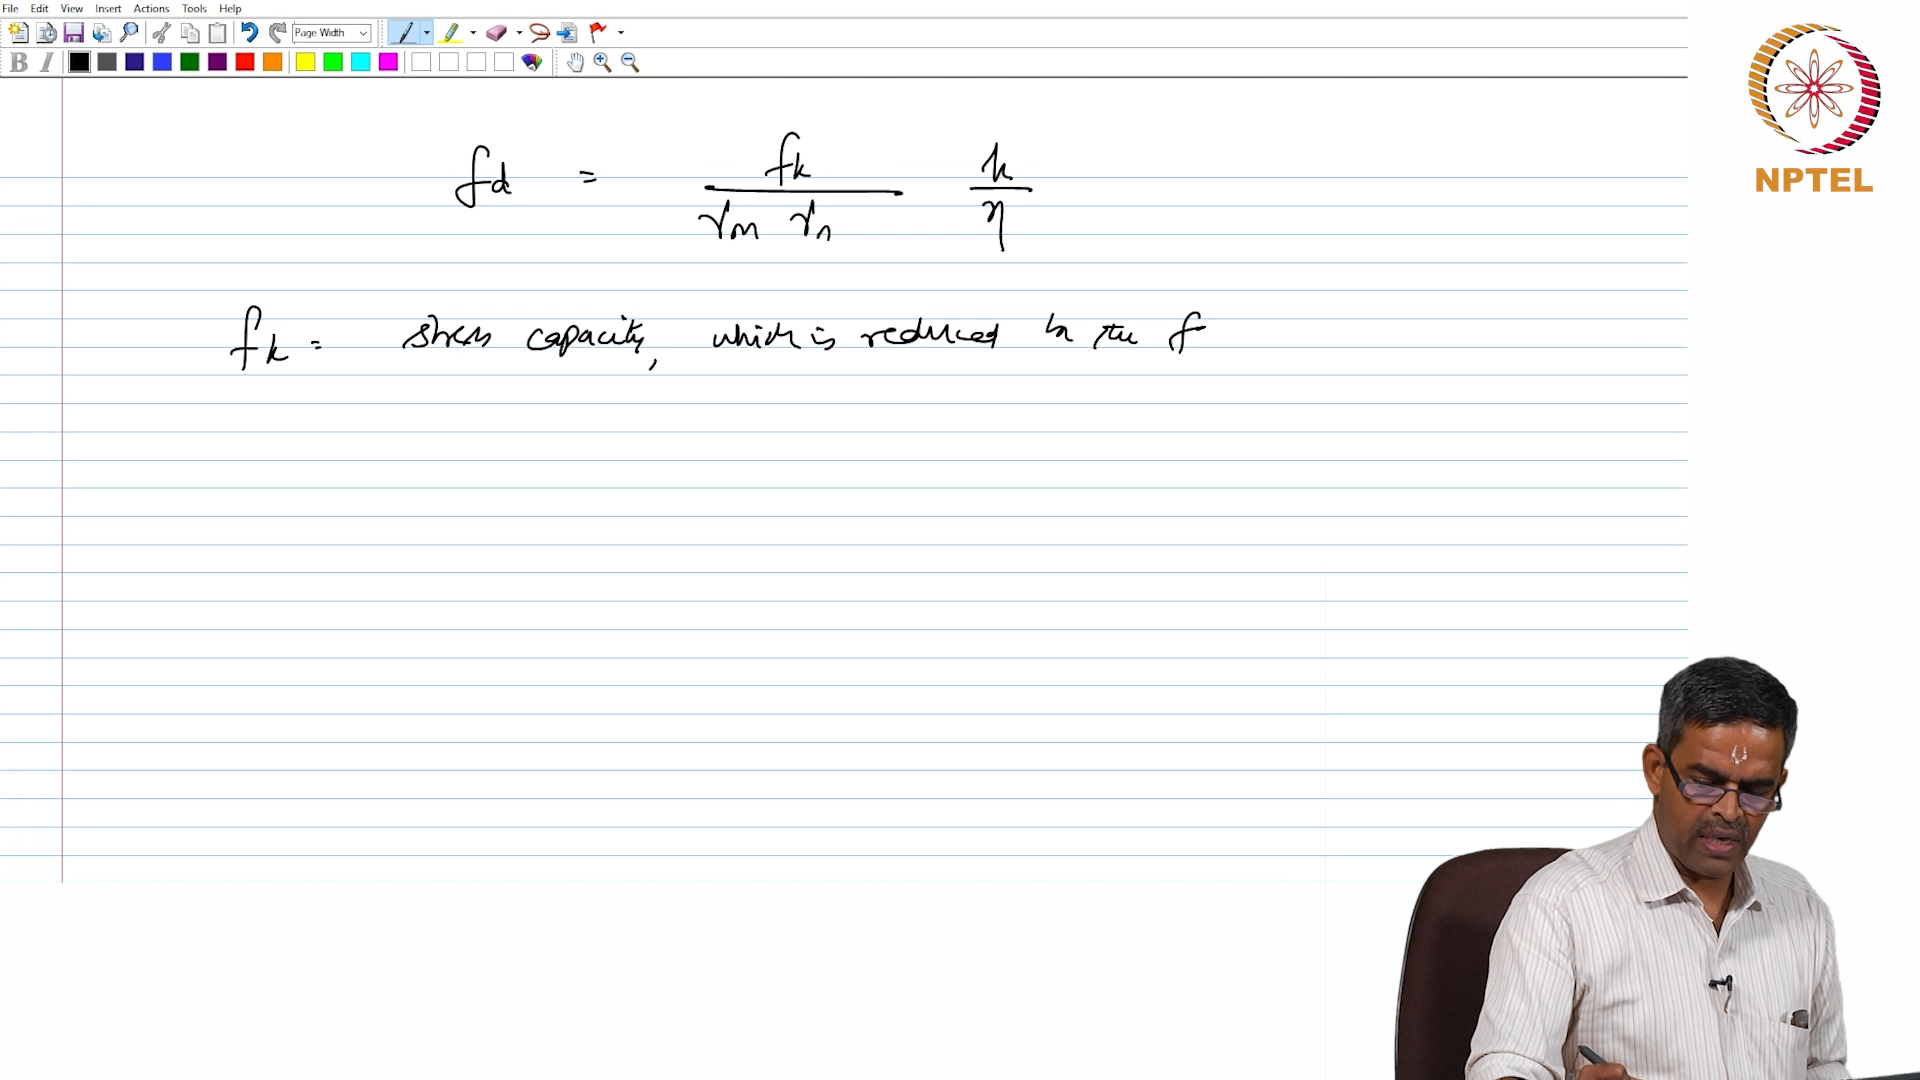 File Edit View Insert Actions Tools Help
Page Width
B I
fd = fk / γm γn k / η
fk = stress capacity, which is reduced by the f
NPTEL